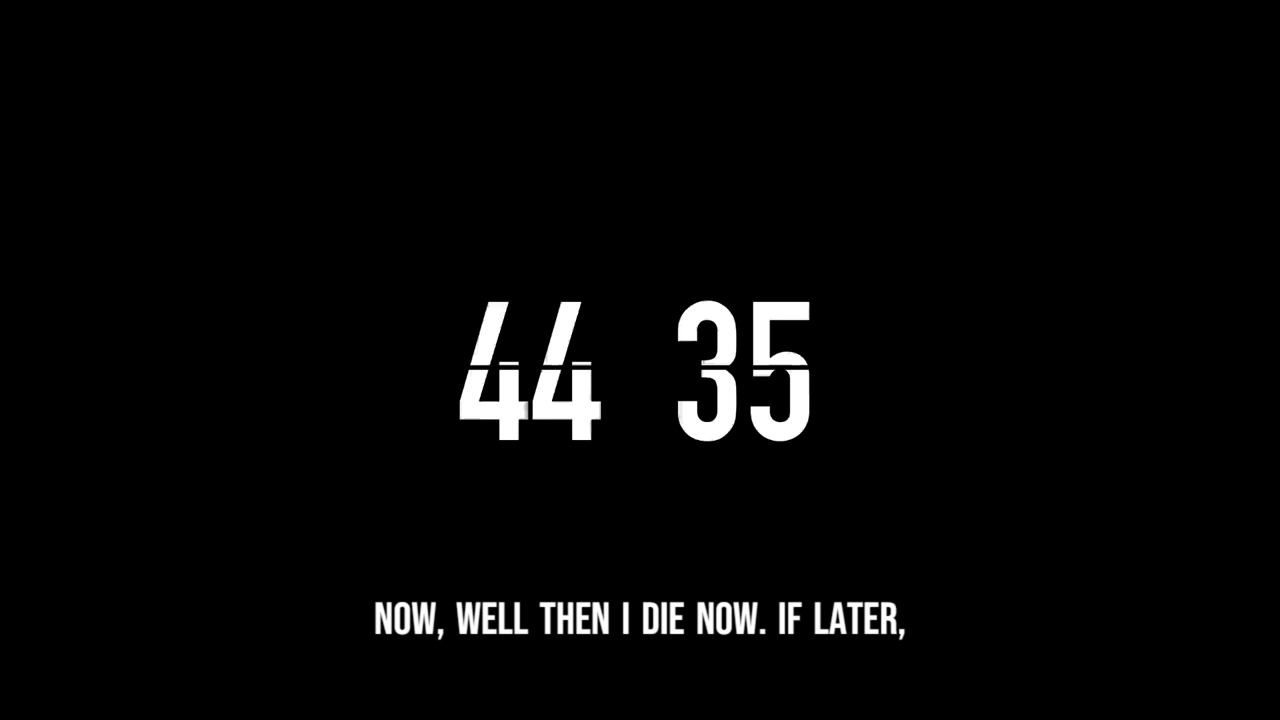 44 35
NOW, WELL THEN I DIE NOW. IF LATER,